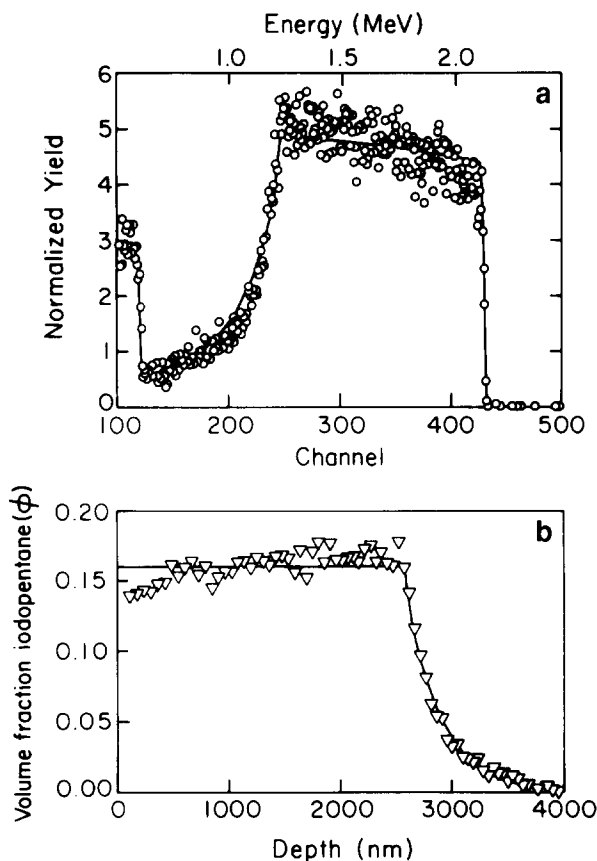 Energy (MeV)
1.0 1.5 2.0
a
Normalized Yield
6
5
4
3
2
1
0
100 200 300 400 500
Channel
b
Volume fraction iodopentane(ϕ)
0.20
0.15
0.10
0.05
0.00
0 1000 2000 3000 4000
Depth (nm)